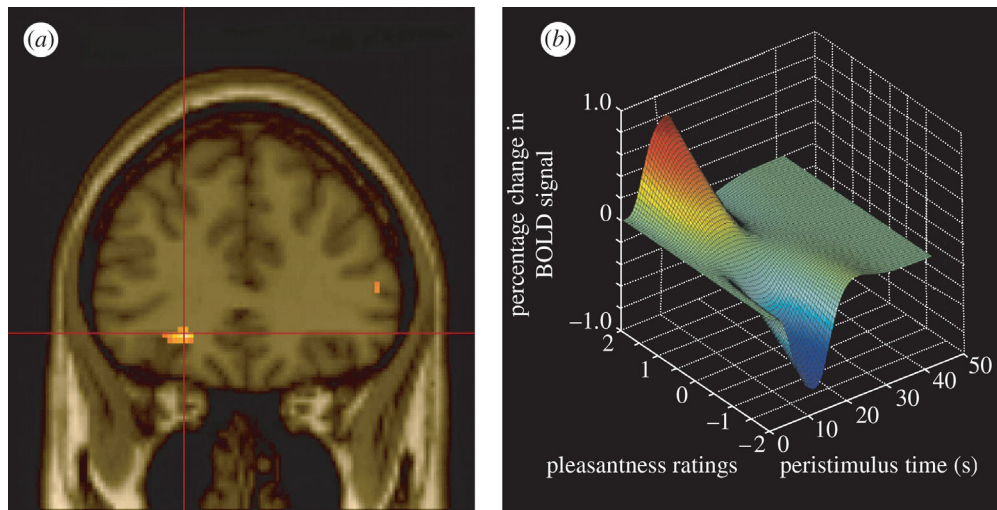 (a)
(b)
percentage change in
BOLD signal
1.0
0
−1.0
2
1
0
-1
-2
0
10
20
30
40
50
pleasantness ratings
peristimulus time (s)